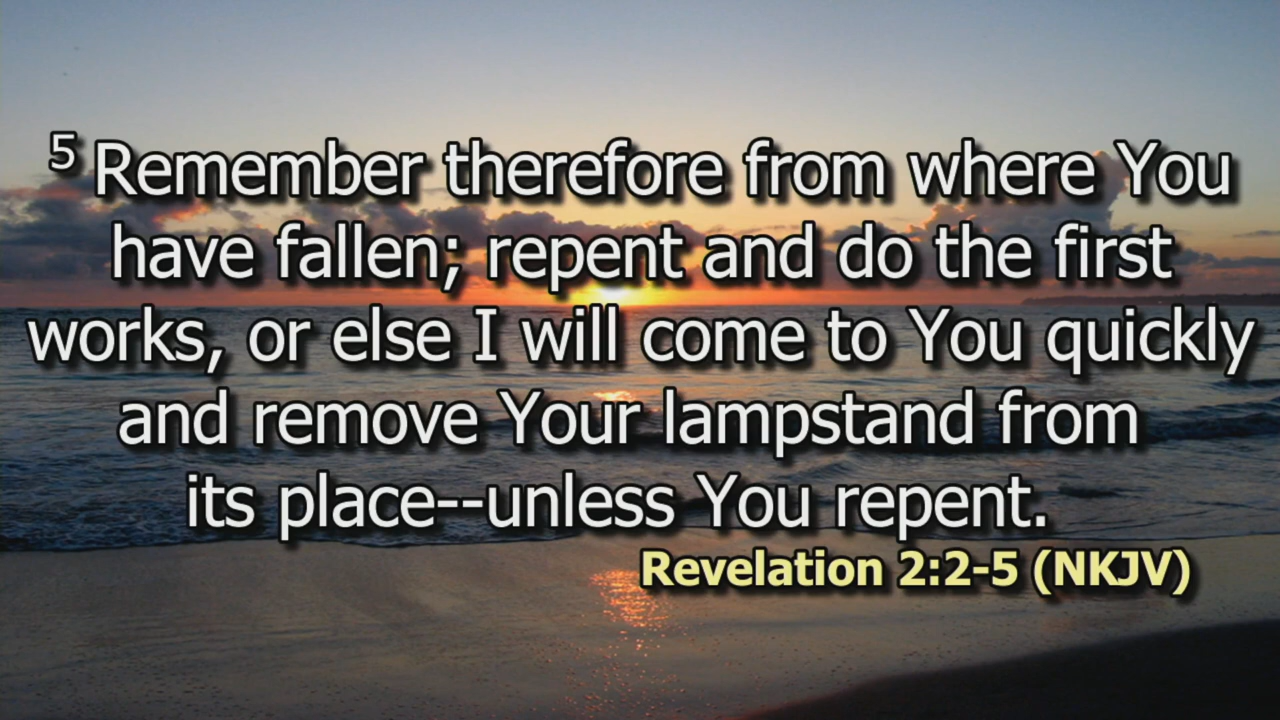 5 Remember therefore from where You
have fallen; repent and do the first
works, or else I will come to You quickly
and remove Your lampstand from
its place--unless You repent.
Revelation 2:2-5 (NKJV)